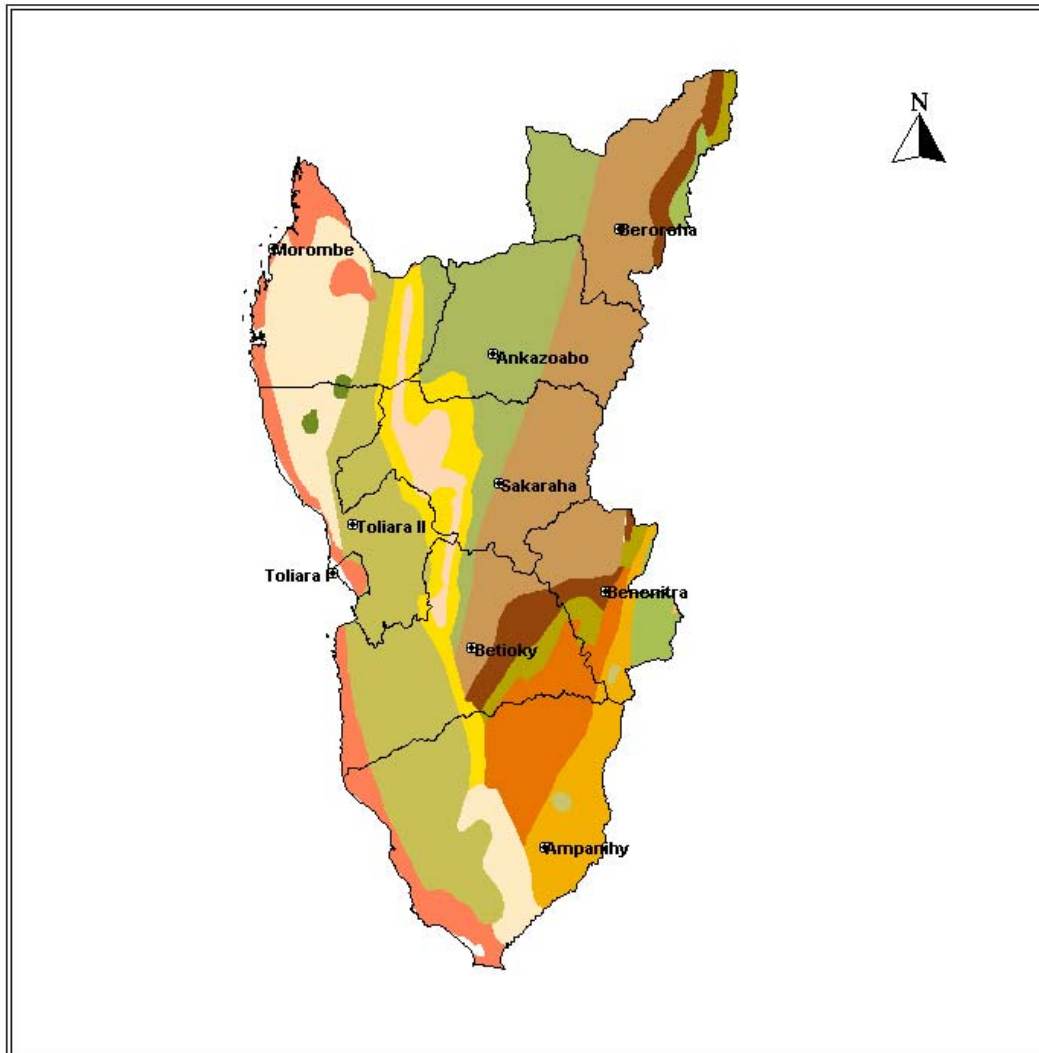 N
Beroroha
Morombe
Ankazoabo
Sakaraha
Toliara II
Toliara I
Benenitra
Betioky
Ampanihy